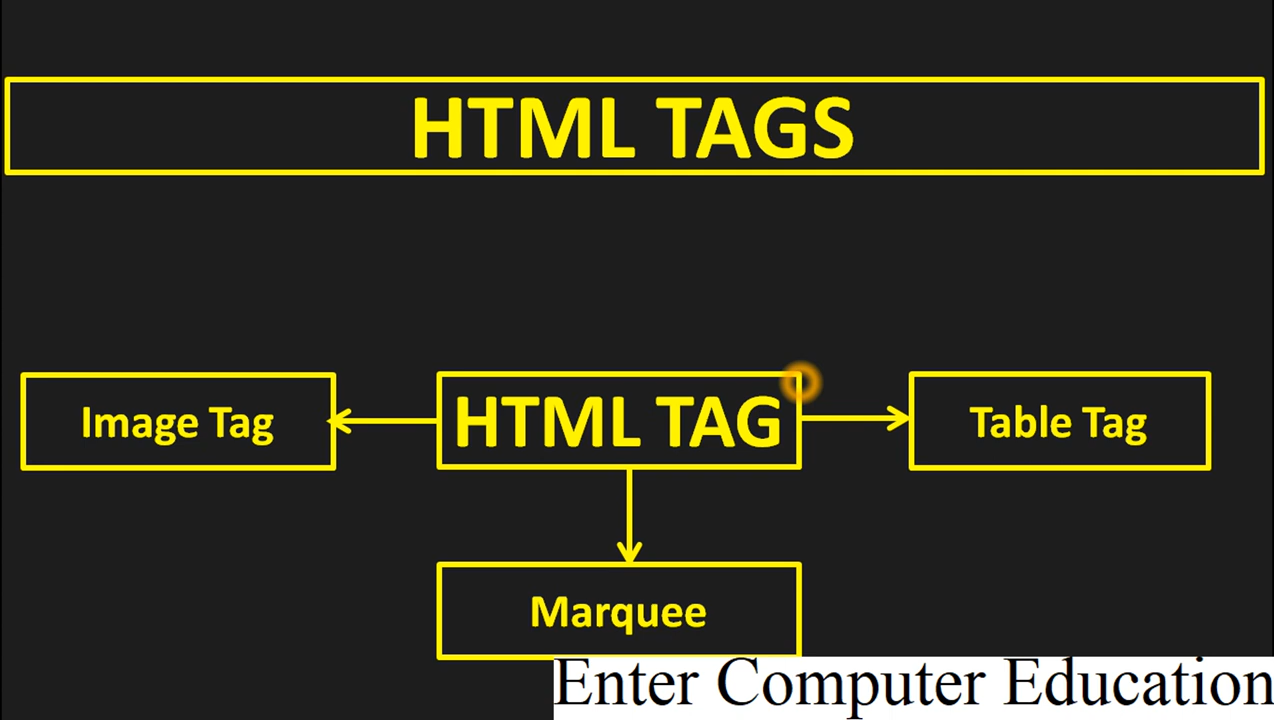 HTML TAGS
Image Tag
HTML TAG
Table Tag
Marquee
Enter Computer Education